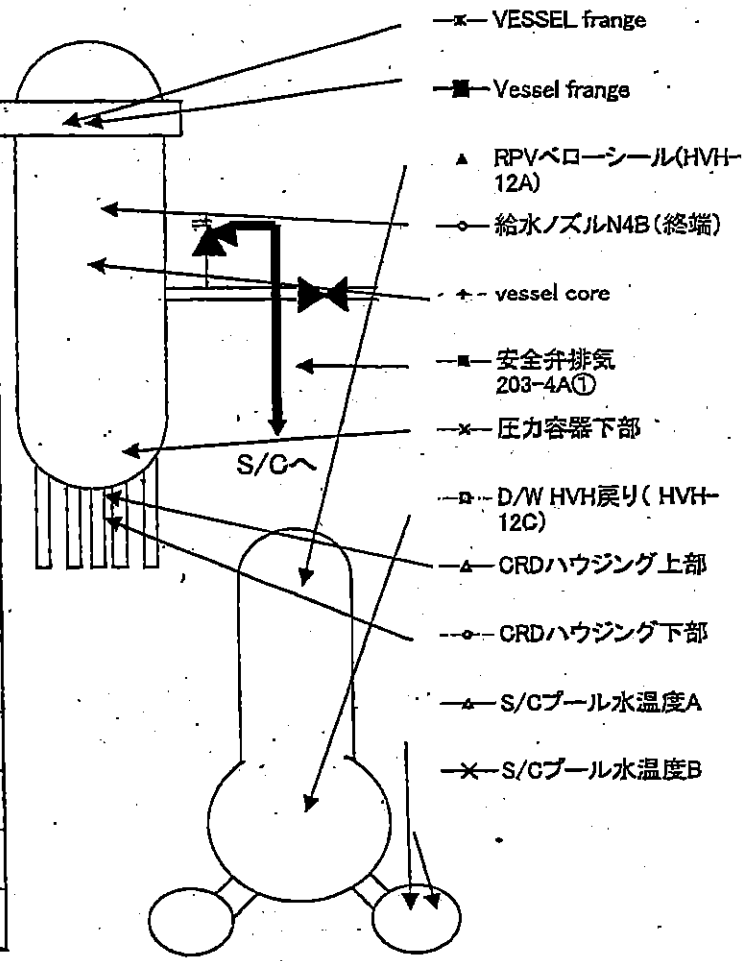 VESSEL frange
Vessel frange
RPVベローシール(HVH-
12A)
給水ノズルN4B(終端)
vessel core
安全弁排気
203-4A①
圧力容器下部
S/Cへ
D/W HVH戻り( HVH-
12C)
CRDハウジング上部
CRDハウジング下部
S/Cプール水温度A
S/Cプール水温度B